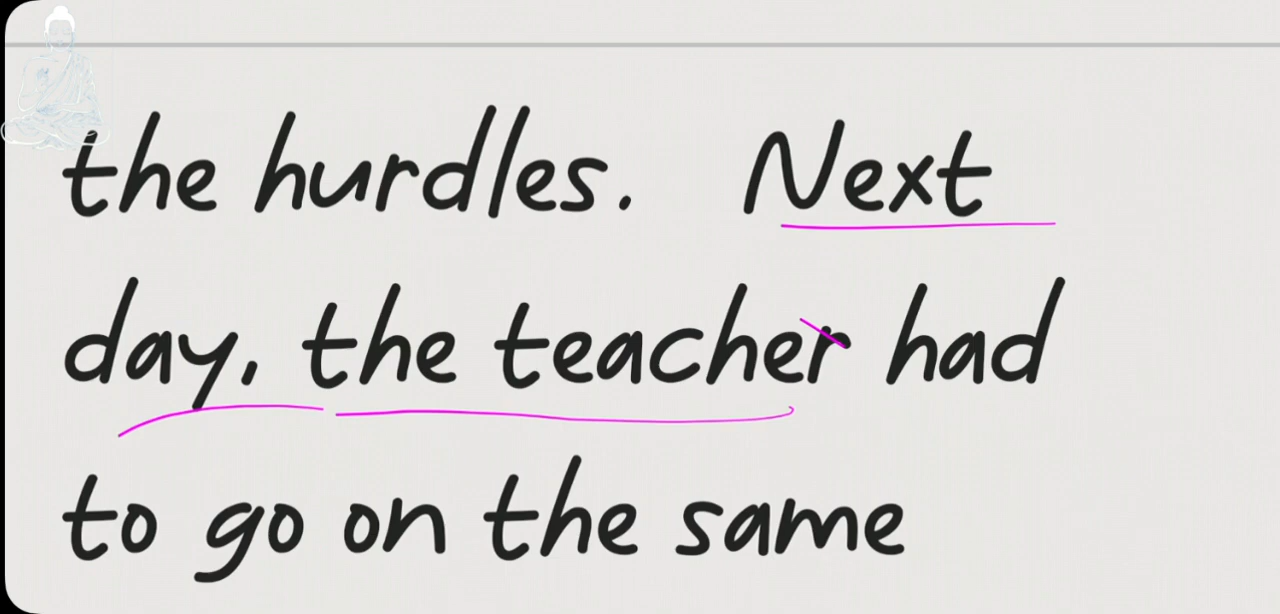 the hurdles. Next
day, the teacher had
to go on the same